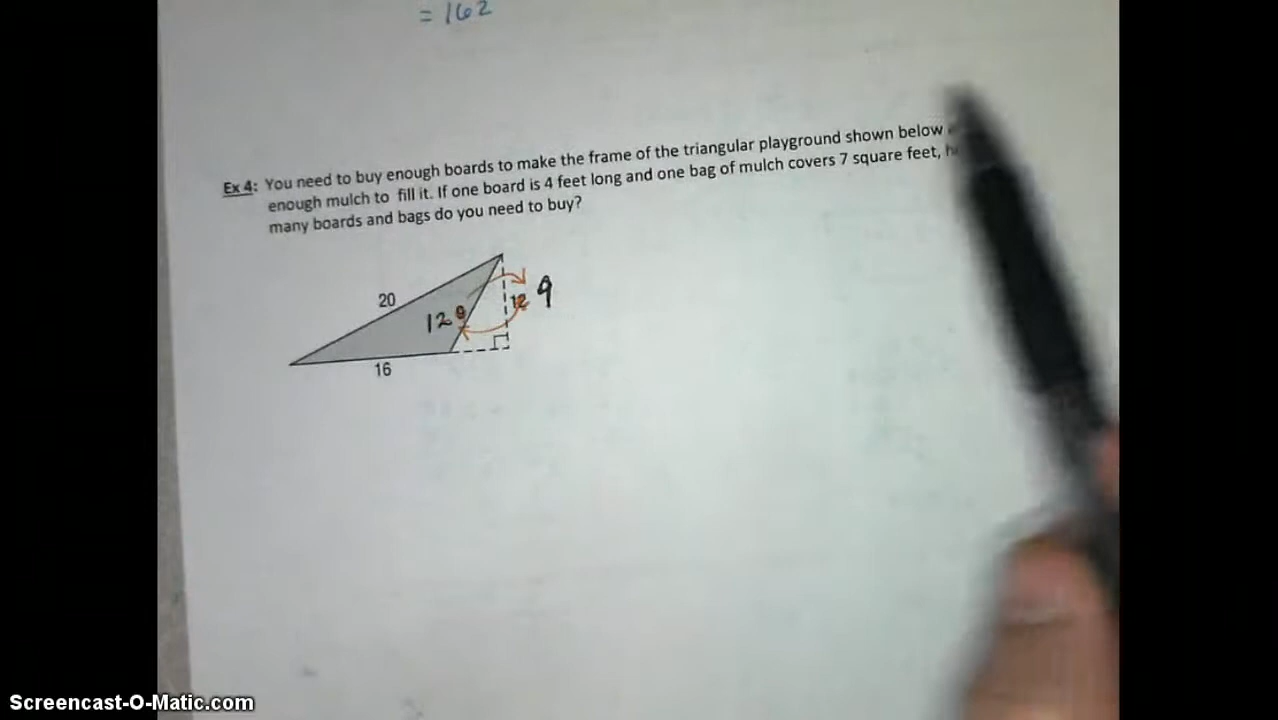 = 162
Ex 4: You need to buy enough boards to make the frame of the triangular playground shown below
enough mulch to fill it. If one board is 4 feet long and one bag of mulch covers 7 square feet,
many boards and bags do you need to buy?
20
12 9
12 9
16
Screencast-O-Matic.com